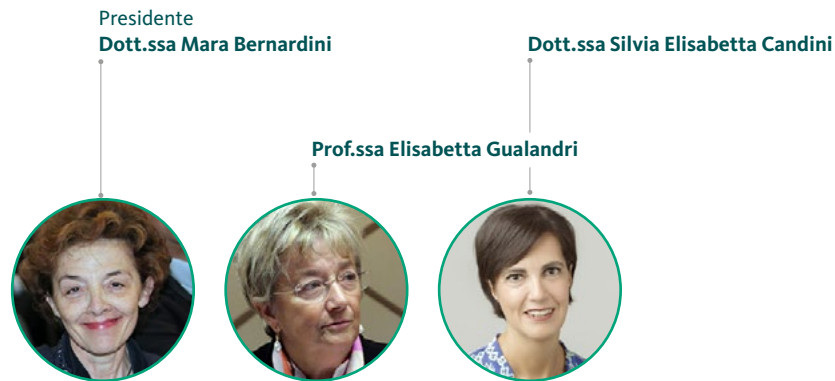 Presidente
Dott.ssa Mara Bernardini
Dott.ssa Silvia Elisabetta Candini
Prof.ssa Elisabetta Gualandri